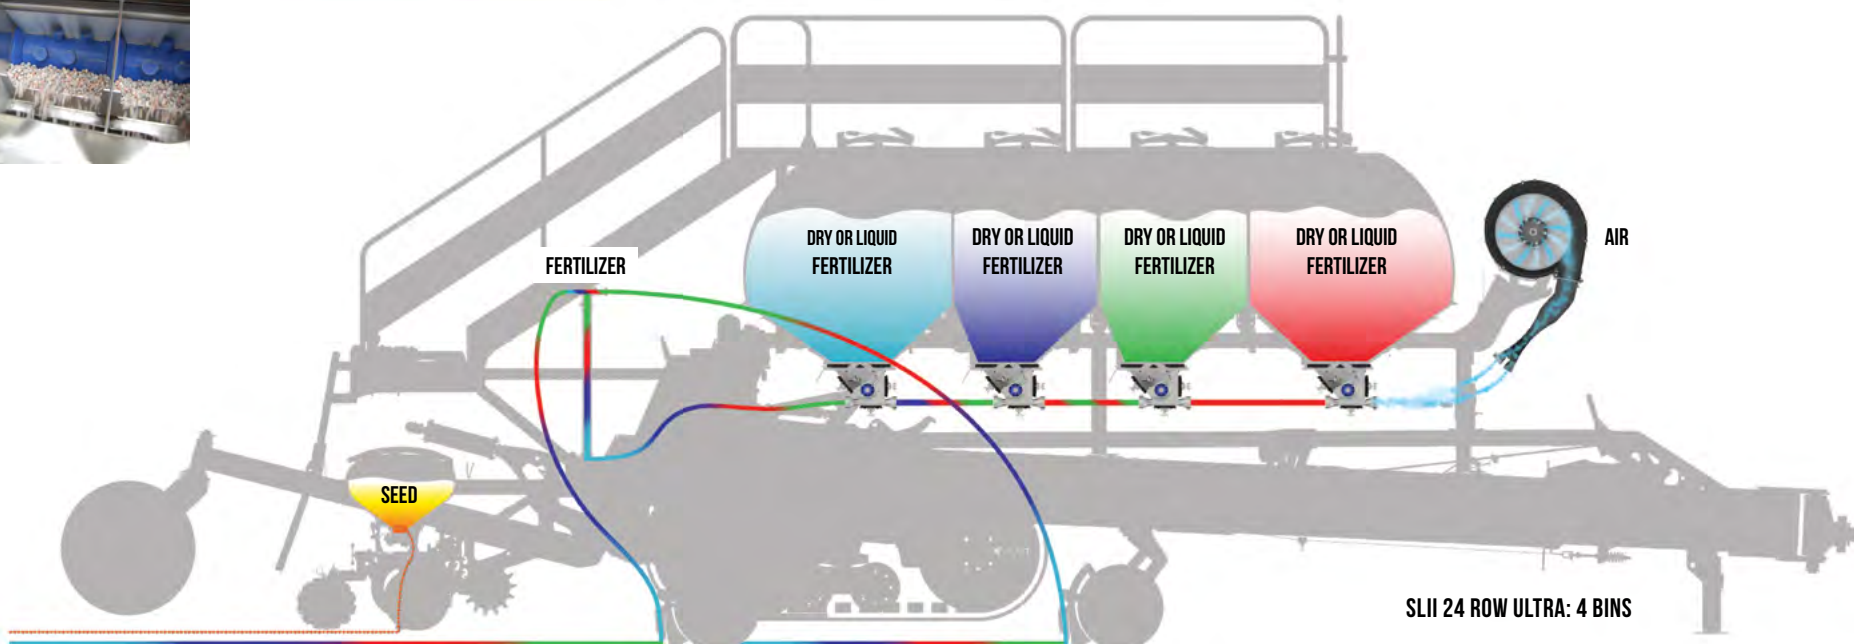 DRY OR LIQUID
FERTILIZER
DRY OR LIQUID
FERTILIZER
DRY OR LIQUID
FERTILIZER
DRY OR LIQUID
FERTILIZER
AIR
FERTILIZER
SEED
SLII 24 ROW ULTRA: 4 BINS